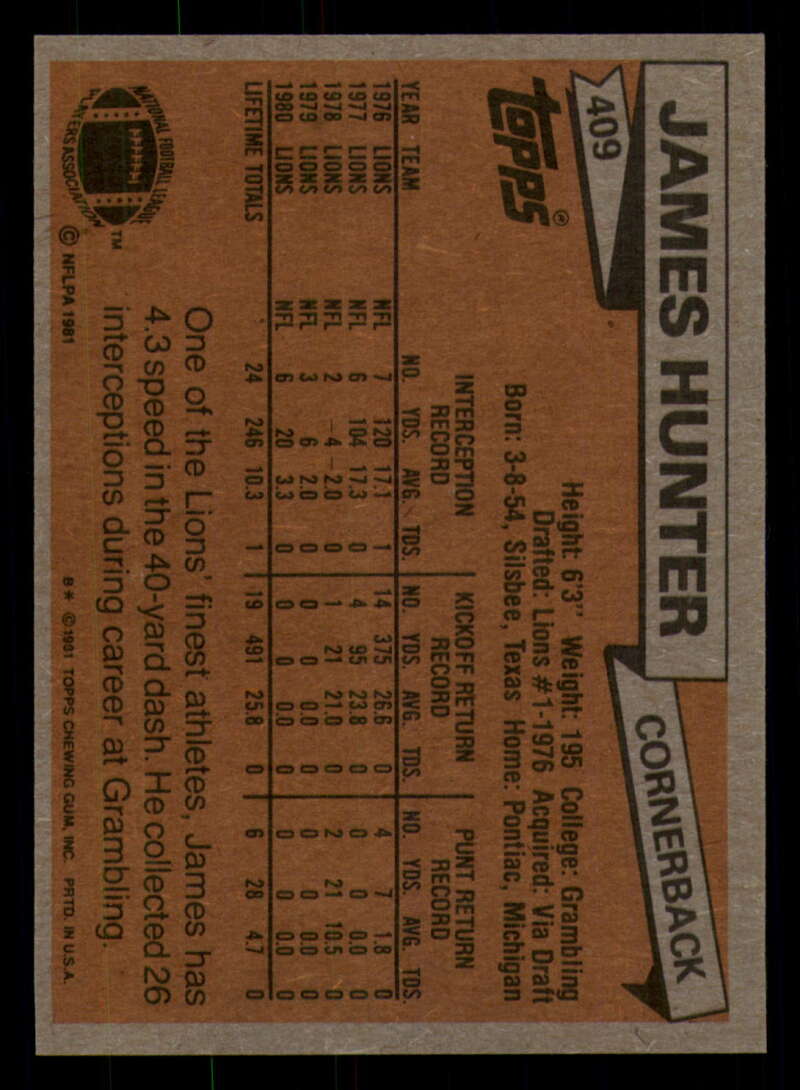 JAMES HUNTER
CORNERBACK
409
topps®
Height: 6'3" Weight: 195 College: Grambling
Drafted: Lions #1-1976 Acquired: Via Draft
Born: 3-8-54, Silsbee, Texas Home: Pontiac, Michigan
INTERCEPTION RECORD KICKOFF RETURN RECORD PUNT RETURN RECORD
YEAR TEAM NO. YDS. AVG. TDS. NO. YDS. AVG. TDS. NO. YDS. AVG. TDS.
1976 LIONS NFL 7 120 17.1 1 14 375 26.6 0 4 7 1.8 0
1977 LIONS NFL 6 104 17.3 0 4 95 23.8 0 0 0 0.0 0
1978 LIONS NFL 2 -4 -2.0 0 1 21 21.0 0 2 21 10.5 0
1979 LIONS NFL 3 6 2.0 0 0 0 0.0 0 0 0 0.0 0
1980 LIONS NFL 6 20 3.3 0 0 0 0.0 0 0 0 0.0 0
LIFETIME TOTALS 24 246 10.3 1 19 491 25.8 0 6 28 4.7 0
One of the Lions' finest athletes, James has
4.3 speed in the 40-yard dash. He collected 26
interceptions during career at Grambling.
NATIONAL FOOTBALL LEAGUE
PLAYERS ASSOCIATION
TM
© NFLPA 1981
B* ©1981 TOPPS CHEWING GUM, INC. PRTD. IN U.S.A.